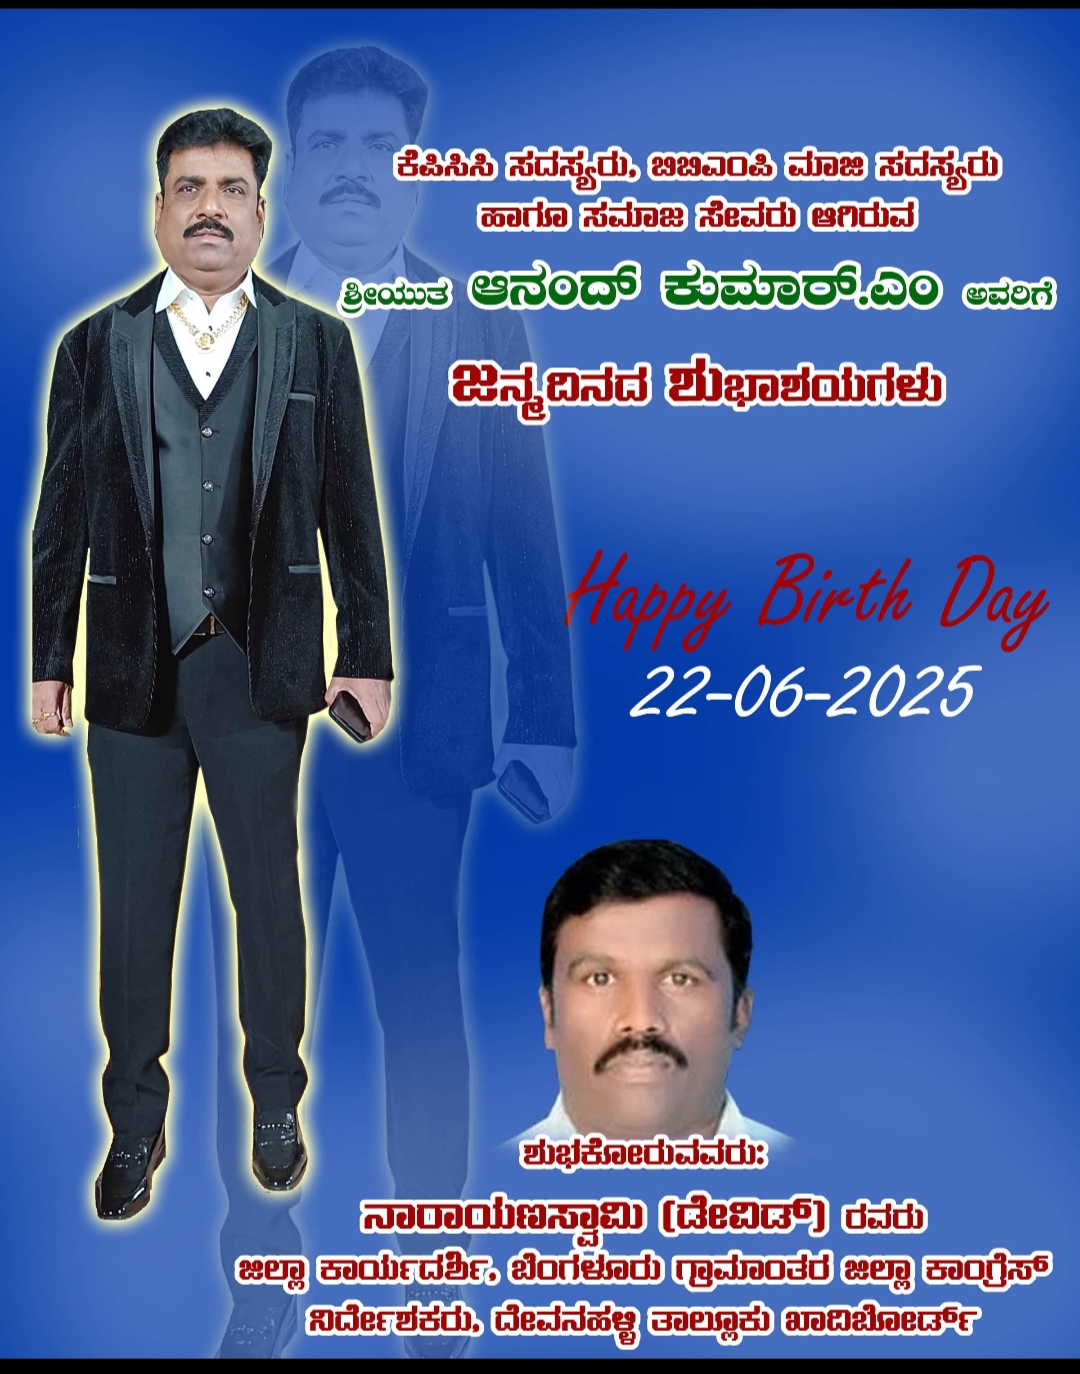 ಕೆಪಿಸಿಸಿ ಸದಸ್ಯರು, ಬಿಬಿಎಂಪಿ ಮಾಜಿ ಸದಸ್ಯರು
ಹಾಗೂ ಸಮಾಜ ಸೇವರು ಆಗಿರುವ
ಶ್ರೀಯುತ ಆನಂದ್ ಕುಮಾರ್.ಎಂ ಅವರಿಗೆ
ಜನ್ಮದಿನದ ಶುಭಾಶಯಗಳು
Happy Birth Day
22-06-2025
ಶುಭಕೋರುವವರು:
ನಾರಾಯಣಸ್ವಾಮಿ (ಡೇವಿಡ್) ರವರು
ಜಿಲ್ಲಾ ಕಾರ್ಯದರ್ಶಿ, ಬೆಂಗಳೂರು ಗ್ರಾಮಾಂತರ ಜಿಲ್ಲಾ ಕಾಂಗ್ರೆಸ್
ನಿರ್ದೇಶಕರು, ದೇವನಹಳ್ಳಿ ತಾಲ್ಲೂಕು ಖಾದಿಬೋರ್ಡ್